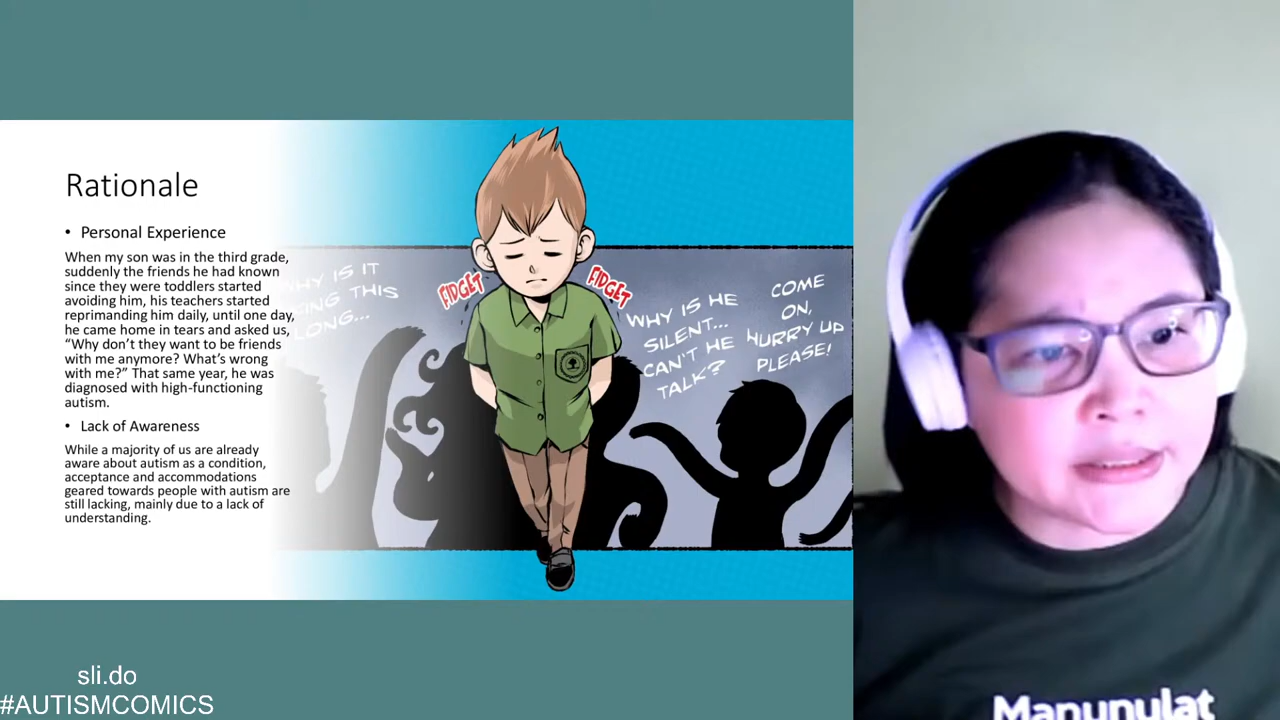 Rationale
• Personal Experience
When my son was in the third grade,
suddenly the friends he had known
since they were toddlers started
avoiding him, his teachers started
reprimanding him daily, until one day,
he came home in tears and asked us,
“Why don’t they want to be friends
with me anymore? What’s wrong
with me?” That same year, he was
diagnosed with high-functioning
autism.
• Lack of Awareness
While a majority of us are already
aware about autism as a condition,
acceptance and accommodations
geared towards people with autism are
still lacking, mainly due to a lack of
understanding.
IS IT
THIS
LONG...
FIDGET
FIDGET
WHY IS HE
SILENT...
CAN'T HE
TALK?
COME
ON,
HURRY UP
PLEASE!
sli.do
#AUTISMCOMICS
Manunulat